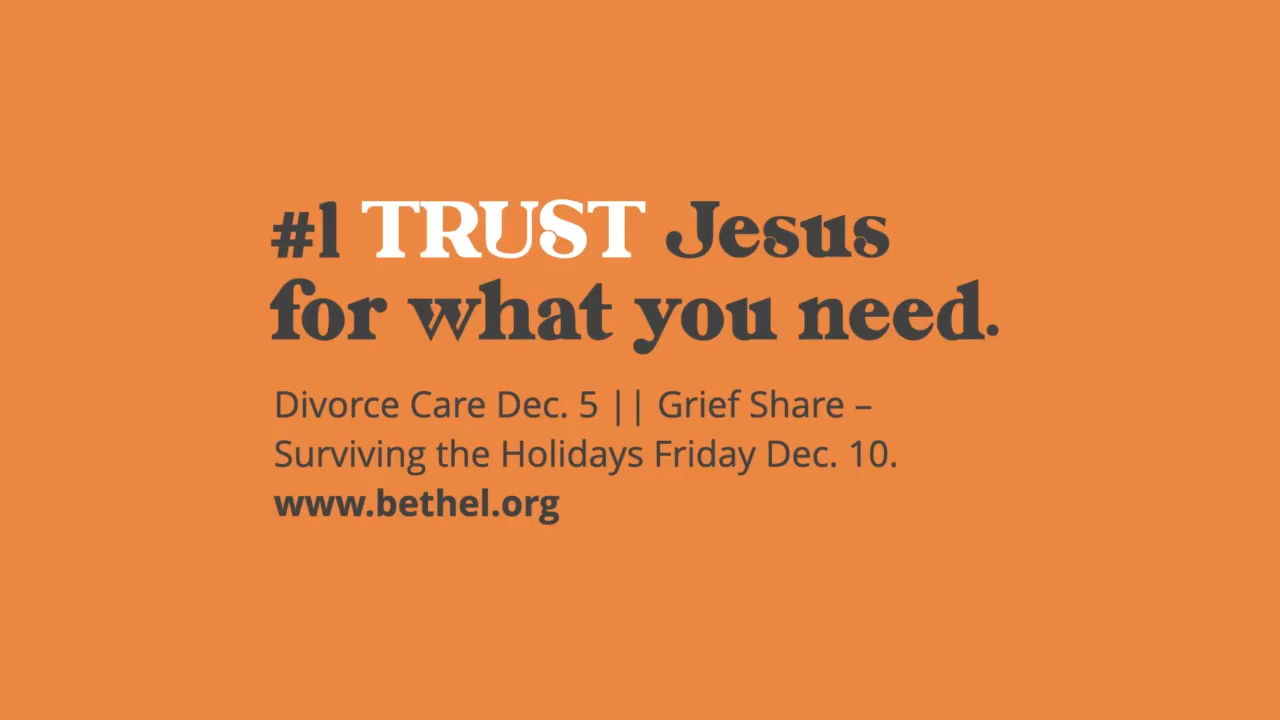 #1 TRUST Jesus
for what you need.
Divorce Care Dec. 5 || Grief Share –
Surviving the Holidays Friday Dec. 10.
www.bethel.org